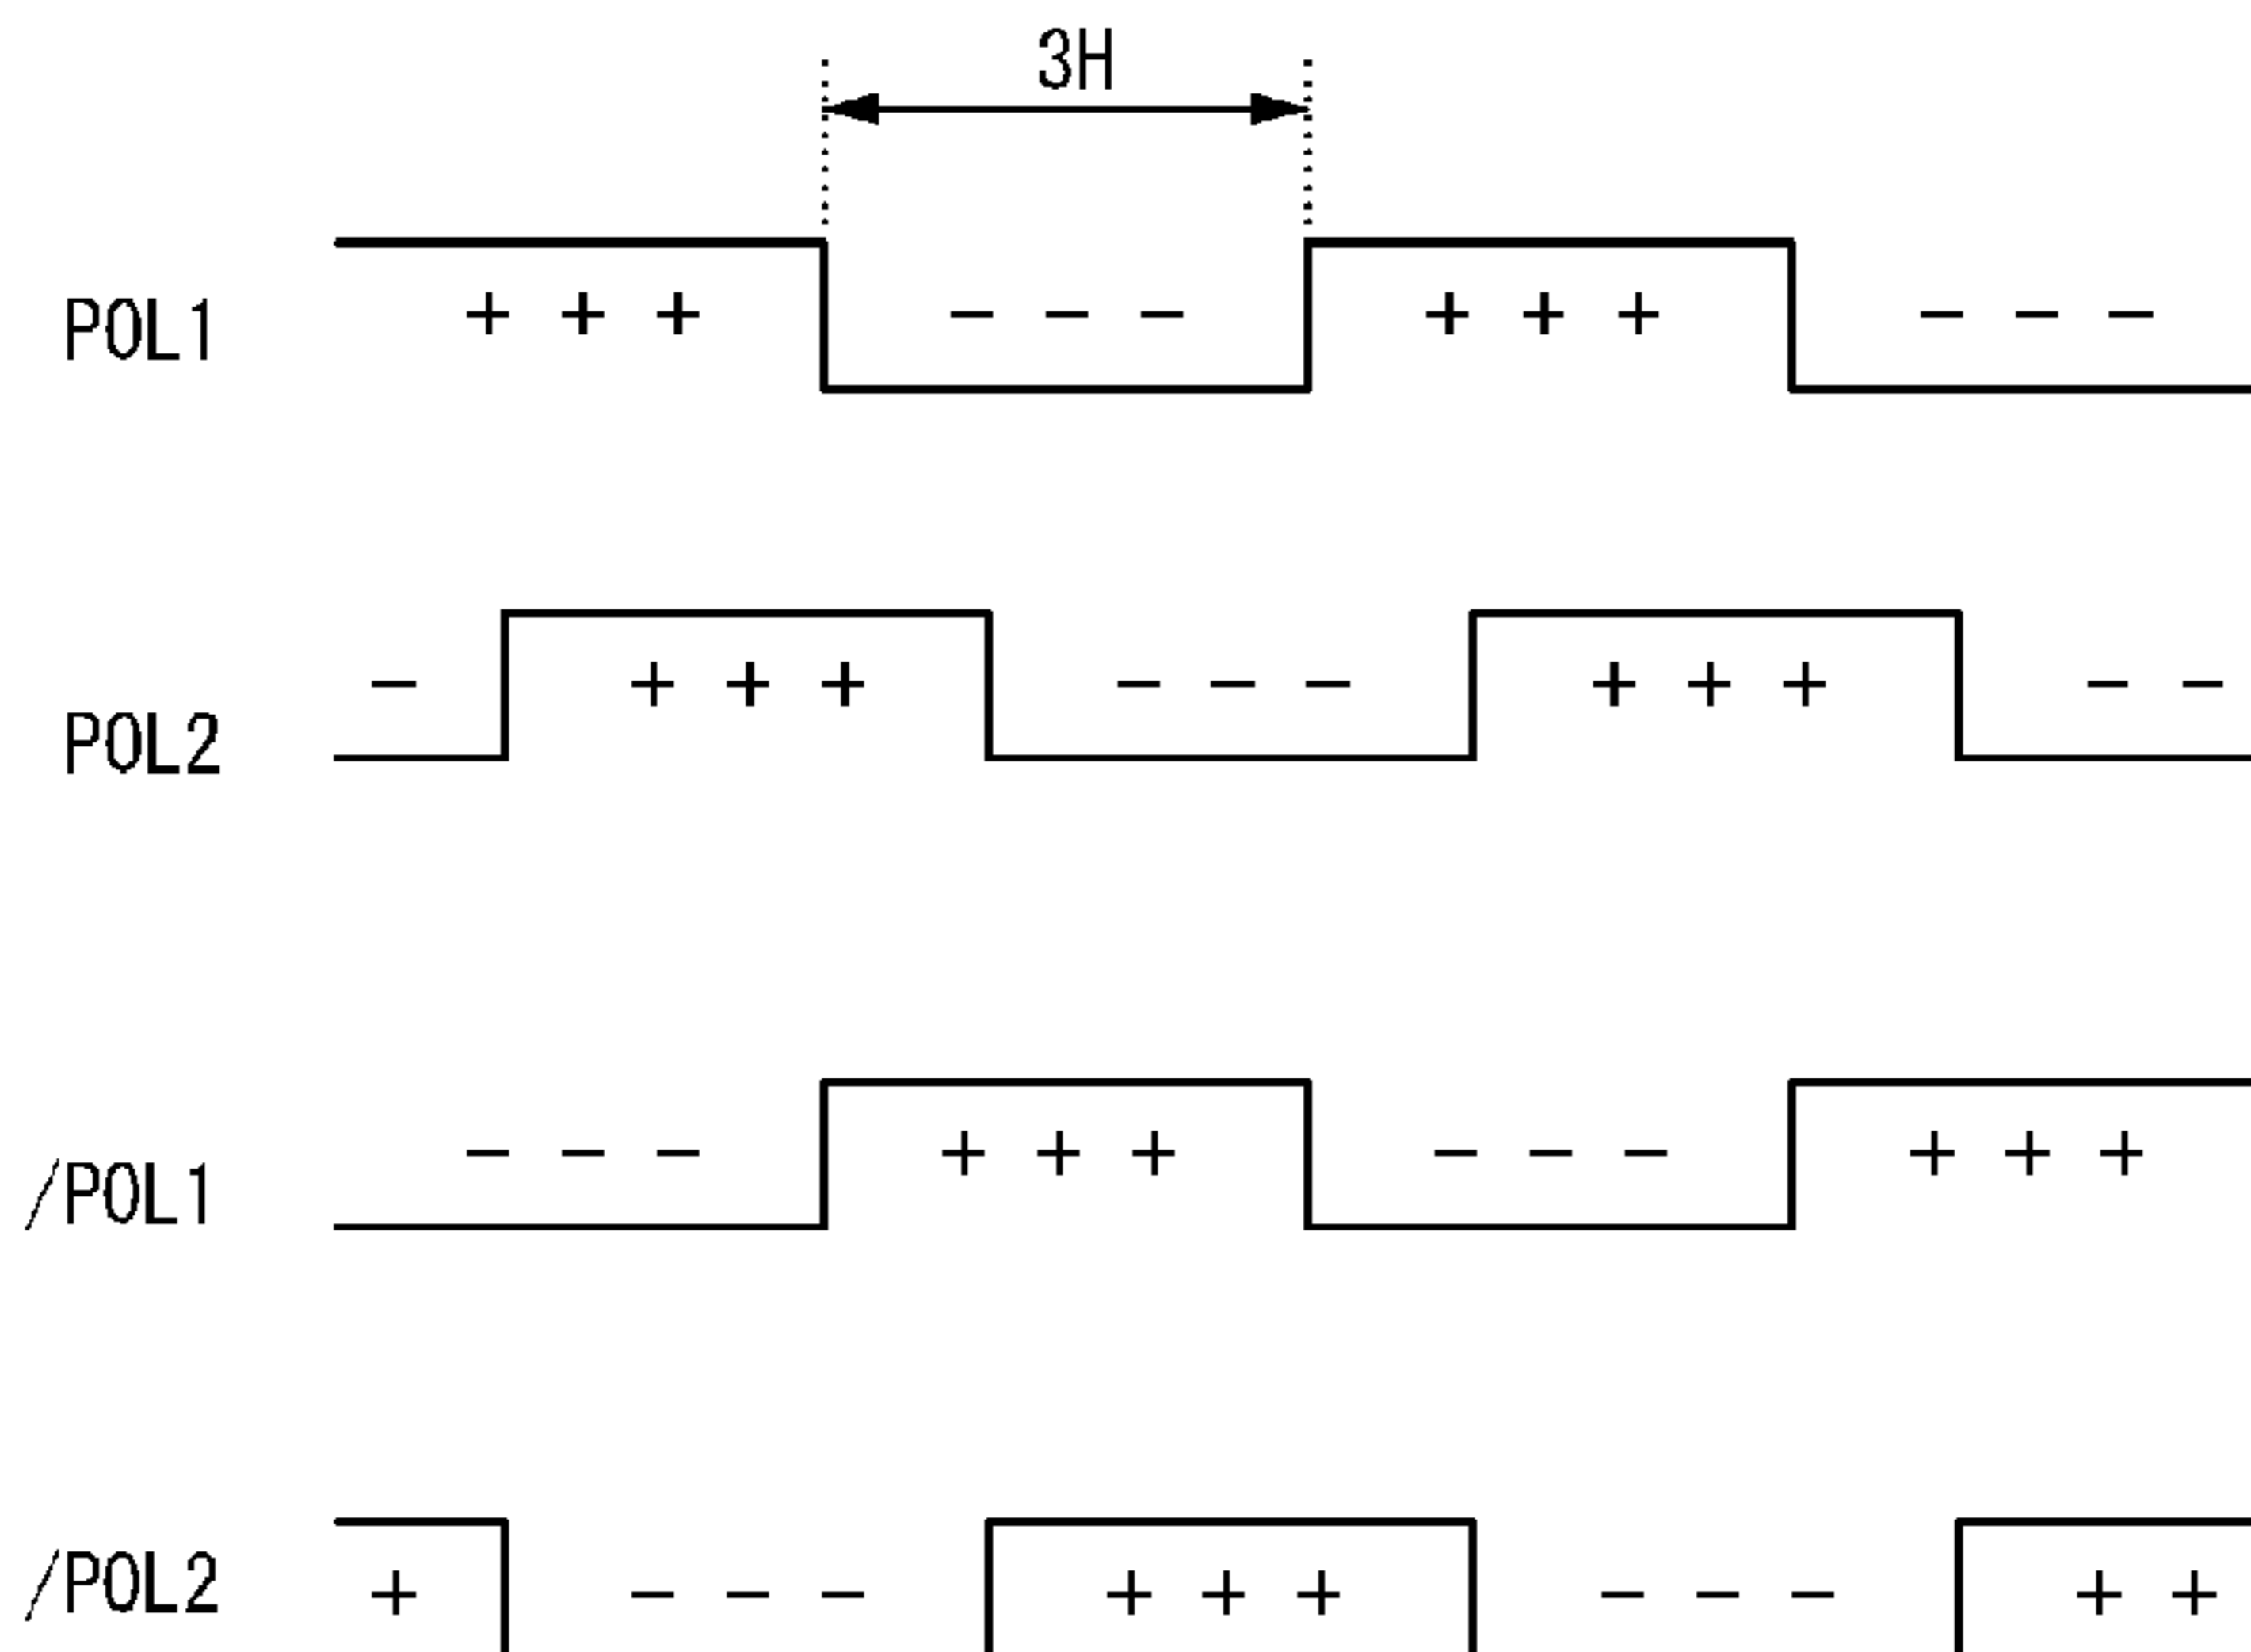 3H
POL1 + + + - - - + + + - - -
POL2 - + + + - - - + + + - -
/POL1 - - - + + + - - - + + +
/POL2 + - - - + + + - - - + +